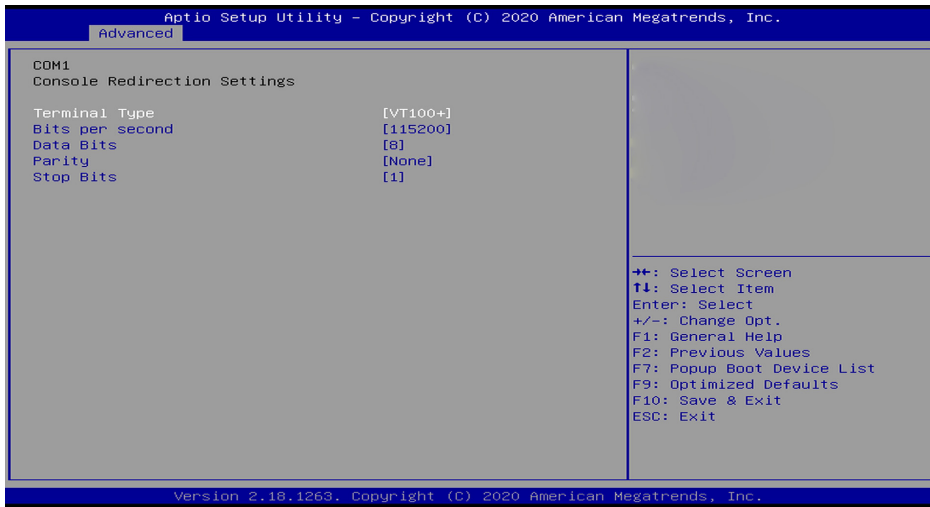 Aptio Setup Utility – Copyright (C) 2020 American Megatrends, Inc.
Advanced
COM1
Console Redirection Settings
Terminal Type [VT100+]
Bits per second [115200]
Data Bits [8]
Parity [None]
Stop Bits [1]
→←: Select Screen
↑↓: Select Item
Enter: Select
+/-: Change Opt.
F1: General Help
F2: Previous Values
F7: Popup Boot Device List
F9: Optimized Defaults
F10: Save & Exit
ESC: Exit
Version 2.18.1263. Copyright (C) 2020 American Megatrends, Inc.